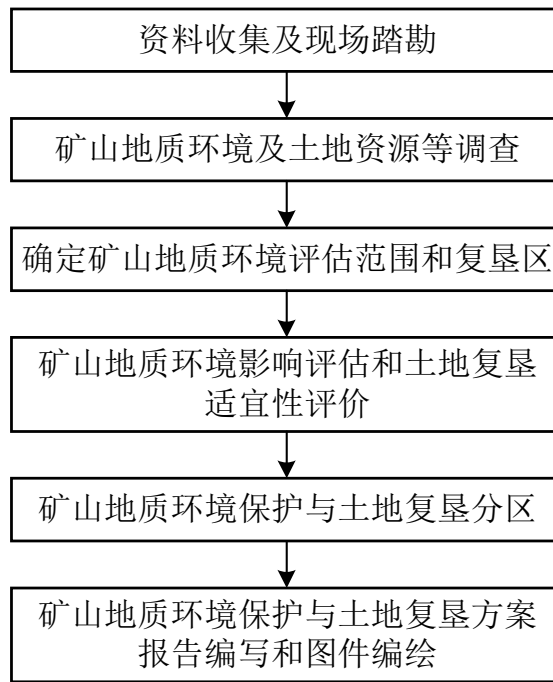 资料收集及现场踏勘
矿山地质环境及土地资源等调查
确定矿山地质环境评估范围和复垦区
矿山地质环境影响评估和土地复垦
适宜性评价
矿山地质环境保护与土地复垦分区
矿山地质环境保护与土地复垦方案
报告编写和图件编绘